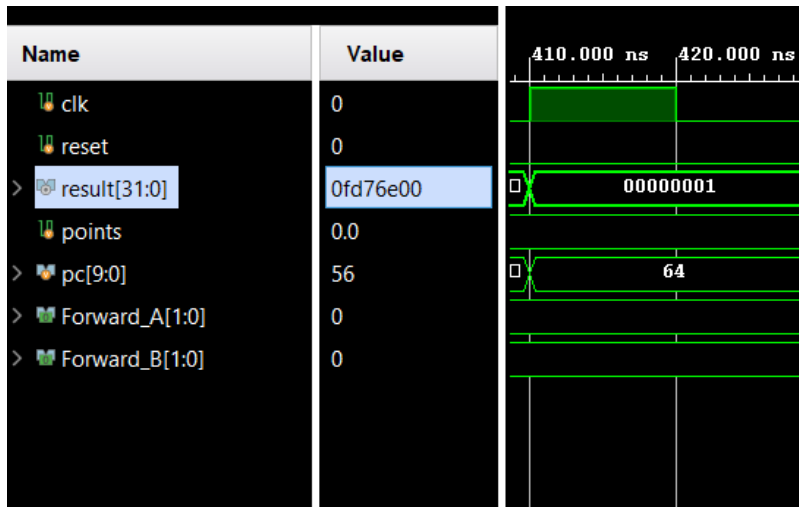 Name Value 410.000 ns 420.000 ns
clk 0
reset 0
result[31:0] 0fd76e00 00000001
points 0.0
pc[9:0] 56 64
Forward_A[1:0] 0
Forward_B[1:0] 0